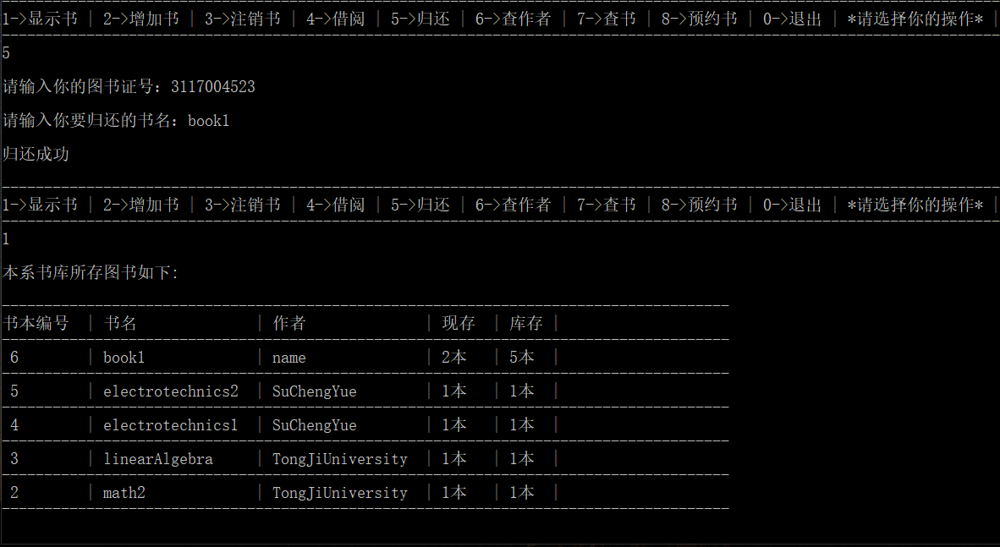 1->显示书 | 2->增加书 | 3->注销书 | 4->借阅 | 5->归还 | 6->查作者 | 7->查书 | 8->预约书 | 0->退出 | *请选择你的操作* |
5
请输入你的图书证号：3117004523
请输入你要归还的书名：book1
归还成功
1->显示书 | 2->增加书 | 3->注销书 | 4->借阅 | 5->归还 | 6->查作者 | 7->查书 | 8->预约书 | 0->退出 | *请选择你的操作* |
1
本系书库所存图书如下:
书本编号 | 书名 | 作者 | 现存 | 库存 |
6 | book1 | name | 2本 | 5本 |
5 | electrotechnics2 | SuChengYue | 1本 | 1本 |
4 | electrotechnics1 | SuChengYue | 1本 | 1本 |
3 | linearAlgebra | TongJiUniversity | 1本 | 1本 |
2 | math2 | TongJiUniversity | 1本 | 1本 |